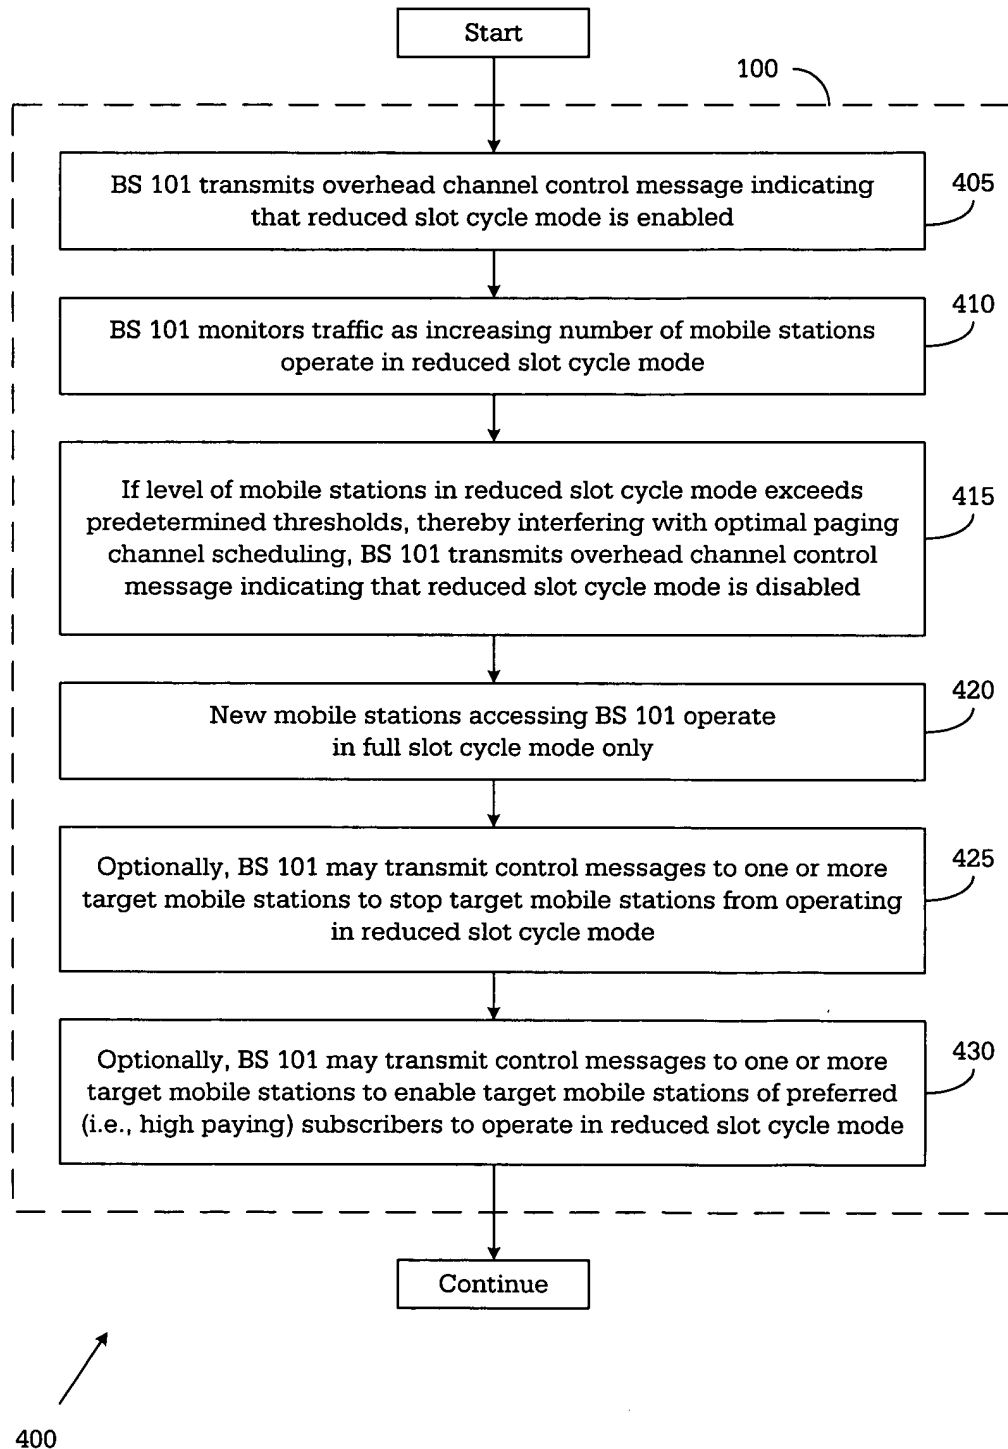 Start
100
BS 101 transmits overhead channel control message indicating
that reduced slot cycle mode is enabled
405
BS 101 monitors traffic as increasing number of mobile stations
operate in reduced slot cycle mode
410
If level of mobile stations in reduced slot cycle mode exceeds
predetermined thresholds, thereby interfering with optimal paging
channel scheduling, BS 101 transmits overhead channel control
message indicating that reduced slot cycle mode is disabled
415
New mobile stations accessing BS 101 operate
in full slot cycle mode only
420
Optionally, BS 101 may transmit control messages to one or more
target mobile stations to stop target mobile stations from operating
in reduced slot cycle mode
425
Optionally, BS 101 may transmit control messages to one or more
target mobile stations to enable target mobile stations of preferred
(i.e., high paying) subscribers to operate in reduced slot cycle mode
430
Continue
400